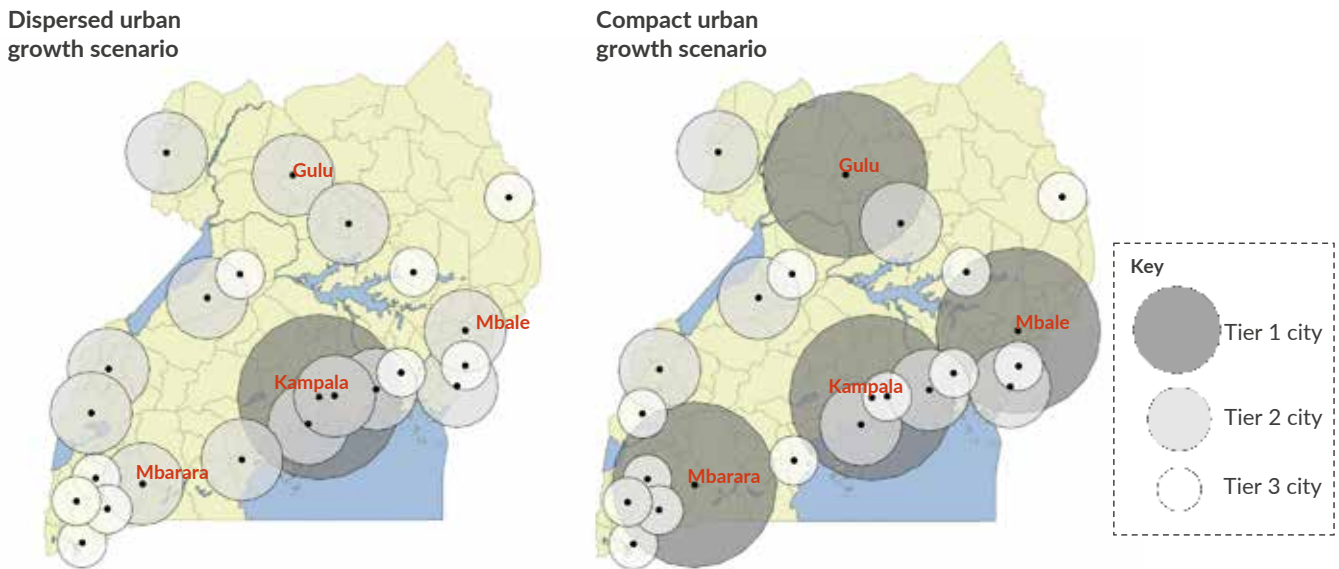 Dispersed urban
growth scenario
Gulu
Mbale
Kampala
Mbarara
Compact urban
growth scenario
Gulu
Mbale
Kampala
Mbarara
Key
Tier 1 city
Tier 2 city
Tier 3 city